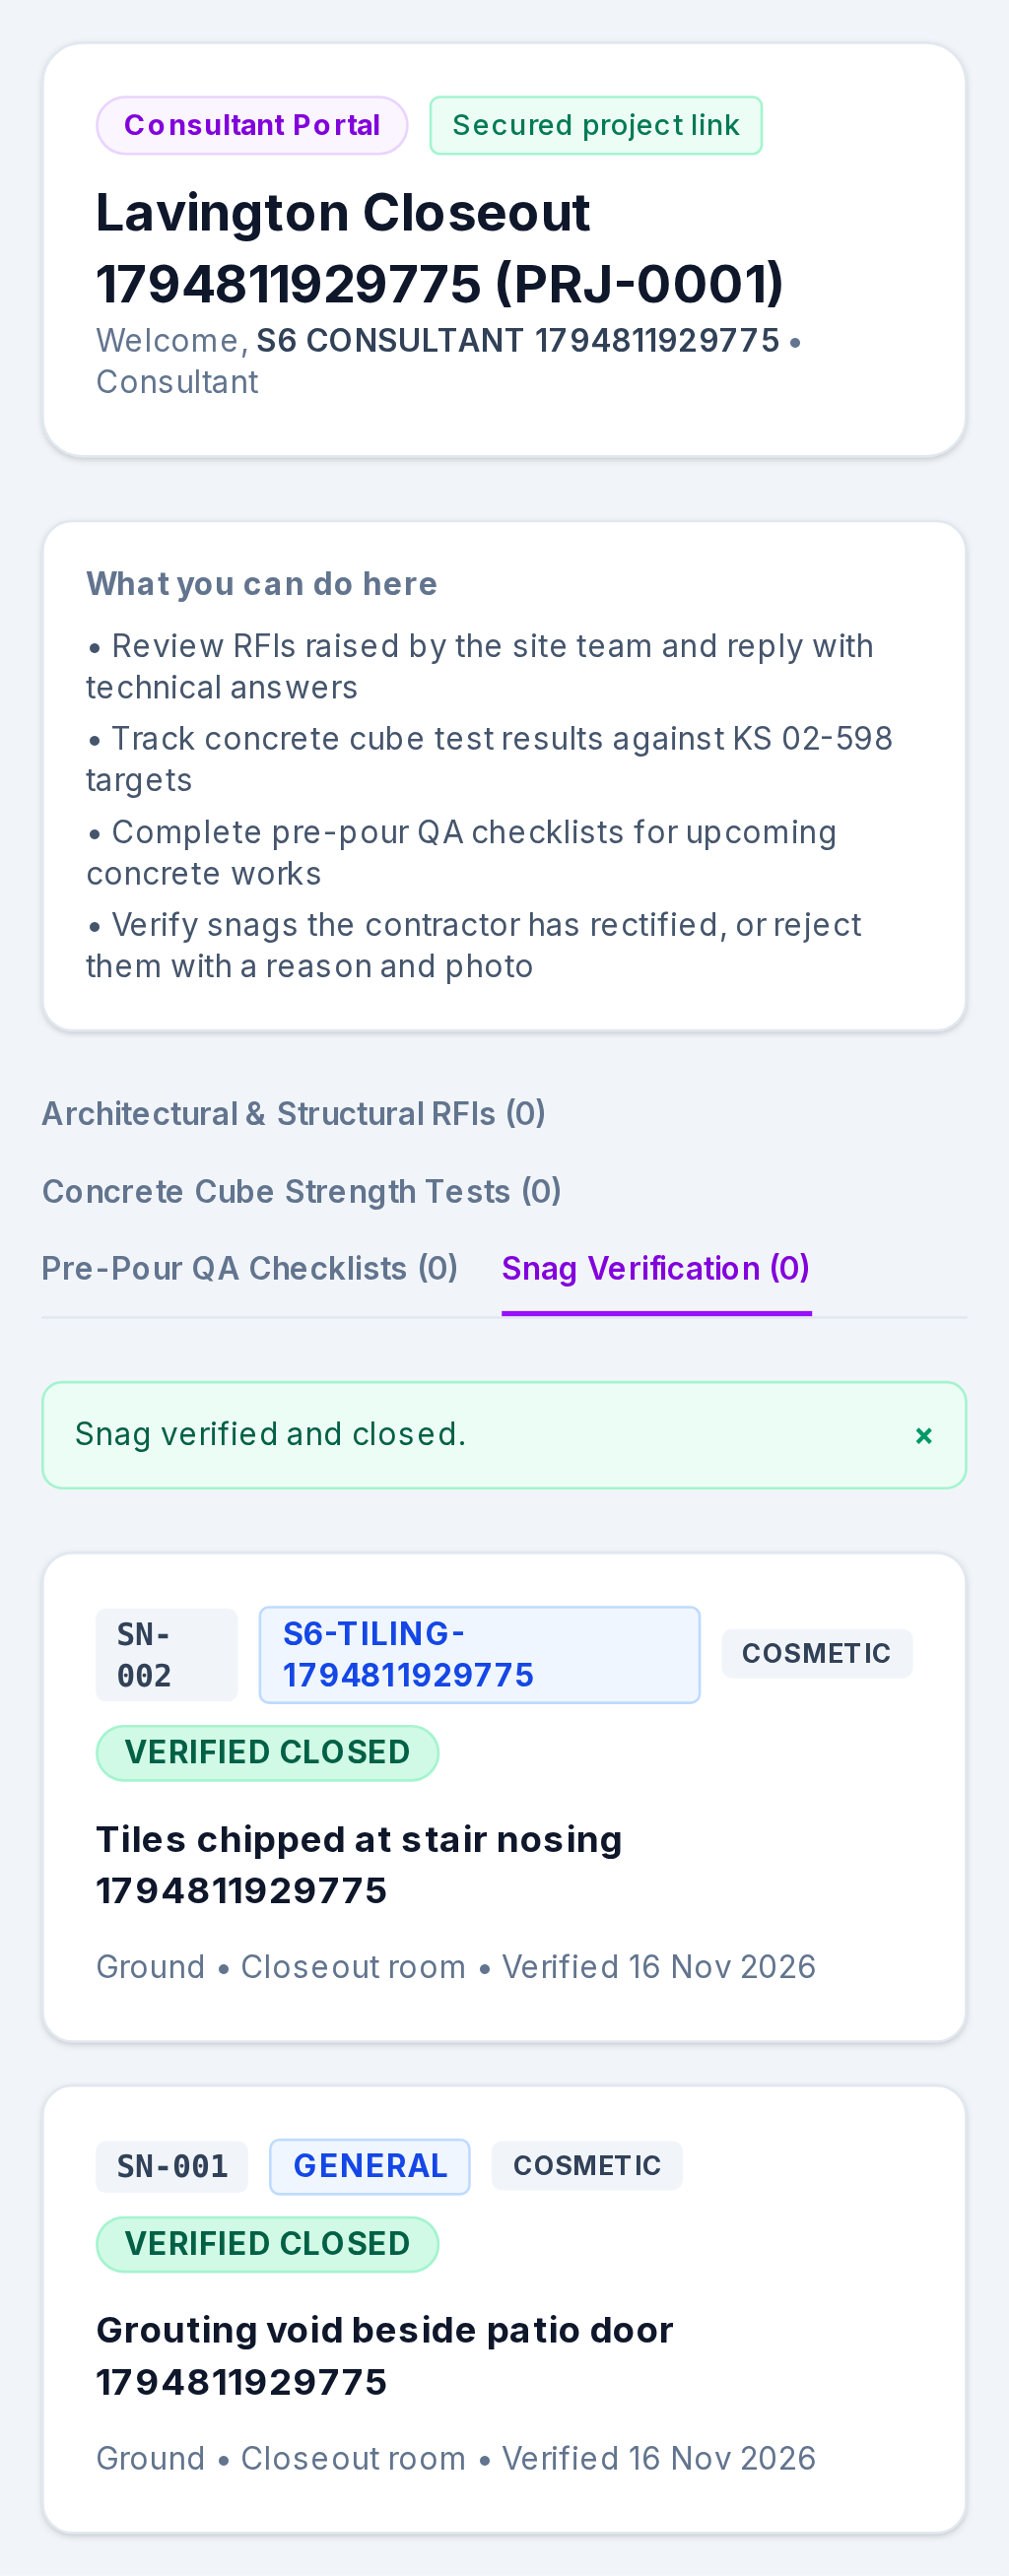 Consultant Portal
Secured project link
Lavington Closeout
1794811929775 (PRJ-0001)
Welcome, S6 CONSULTANT 1794811929775 •
Consultant
What you can do here
• Review RFIs raised by the site team and reply with
technical answers
• Track concrete cube test results against KS 02-598
targets
• Complete pre-pour QA checklists for upcoming
concrete works
• Verify snags the contractor has rectified, or reject
them with a reason and photo
Architectural & Structural RFIs (0)
Concrete Cube Strength Tests (0)
Pre-Pour QA Checklists (0)
Snag Verification (0)
Snag verified and closed.
×
SN-
002
S6-TILING-
1794811929775
COSMETIC
VERIFIED CLOSED
Tiles chipped at stair nosing
1794811929775
Ground • Closeout room • Verified 16 Nov 2026
SN-001
GENERAL
COSMETIC
VERIFIED CLOSED
Grouting void beside patio door
1794811929775
Ground • Closeout room • Verified 16 Nov 2026